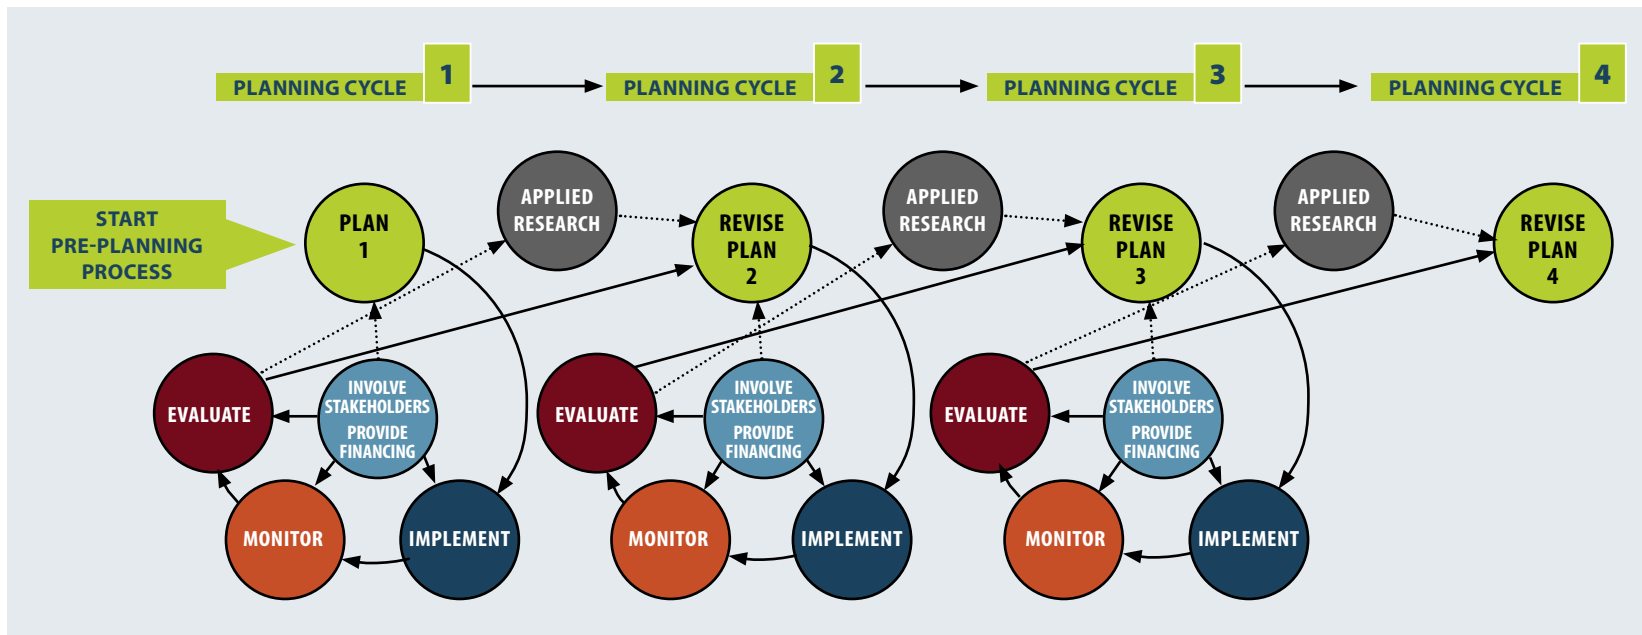 PLANNING CYCLE 1
PLANNING CYCLE 2
PLANNING CYCLE 3
PLANNING CYCLE 4
START
PRE-PLANNING
PROCESS
PLAN
1
APPLIED
RESEARCH
REVISE
PLAN
2
APPLIED
RESEARCH
REVISE
PLAN
3
APPLIED
RESEARCH
REVISE
PLAN
4
EVALUATE
INVOLVE
STAKEHOLDERS
PROVIDE
FINANCING
MONITOR
IMPLEMENT
EVALUATE
INVOLVE
STAKEHOLDERS
PROVIDE
FINANCING
MONITOR
IMPLEMENT
EVALUATE
INVOLVE
STAKEHOLDERS
PROVIDE
FINANCING
MONITOR
IMPLEMENT